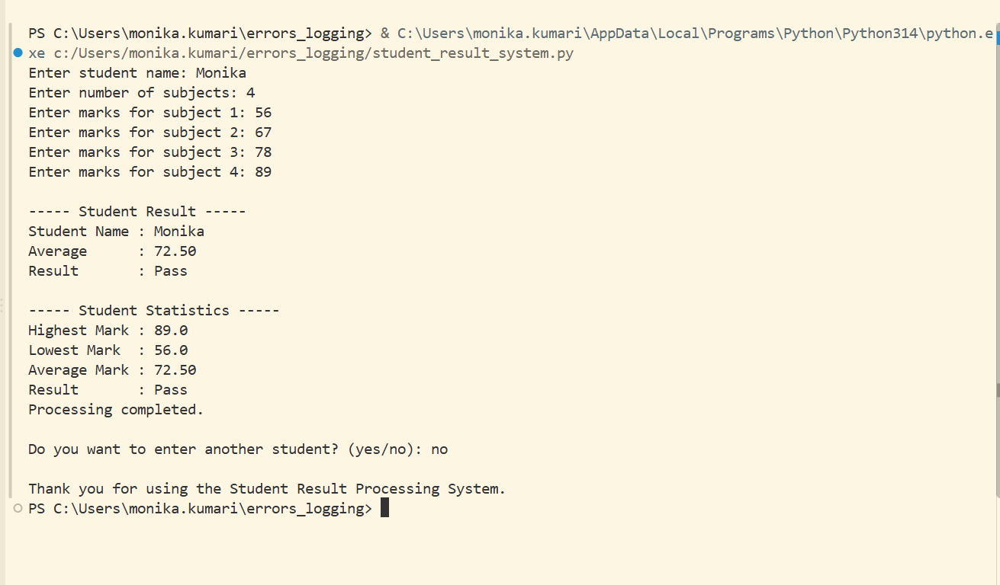 PS C:\Users\monika.kumari\errors_logging> & C:\Users\monika.kumari\AppData\Local\Programs\Python\Python314\python.e
xe c:/Users/monika.kumari/errors_logging/student_result_system.py
Enter student name: Monika
Enter number of subjects: 4
Enter marks for subject 1: 56
Enter marks for subject 2: 67
Enter marks for subject 3: 78
Enter marks for subject 4: 89

----- Student Result -----
Student Name : Monika
Average      : 72.50
Result       : Pass

----- Student Statistics -----
Highest Mark : 89.0
Lowest Mark  : 56.0
Average Mark : 72.50
Result       : Pass
Processing completed.

Do you want to enter another student? (yes/no): no

Thank you for using the Student Result Processing System.
PS C:\Users\monika.kumari\errors_logging>